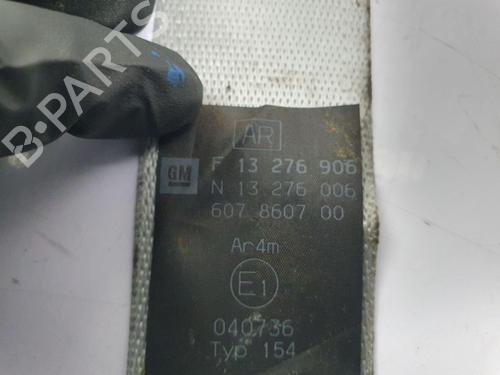 AR
GM F 13 276 906
N 13 276 006
607 8607 00
Ar4m
E1
040736
Typ 154
B-PARTS